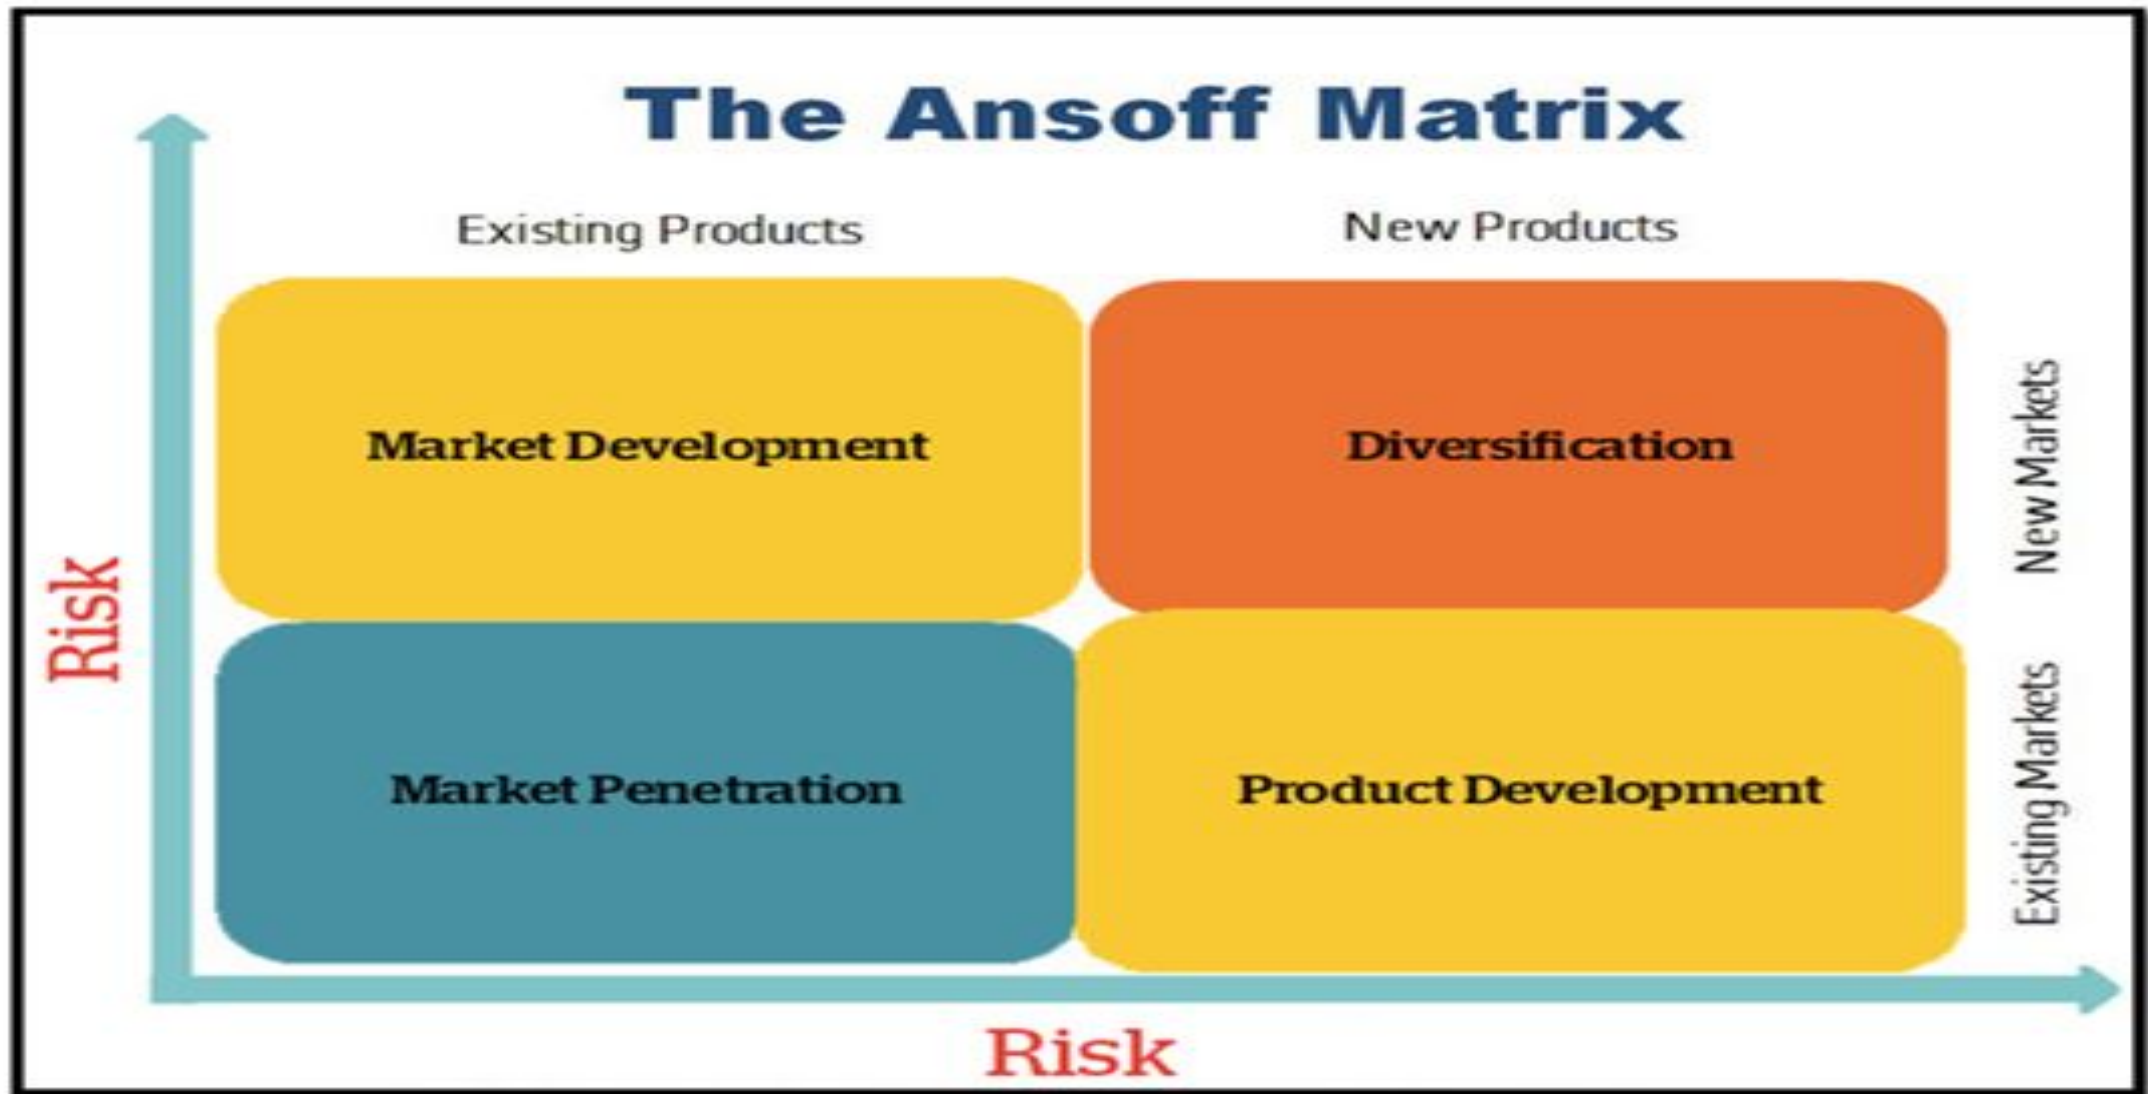 The Ansoff Matrix
Existing Products
New Products
Market Development
Diversification
New Markets
Risk
Market Penetration
Product Development
Existing Markets
Risk